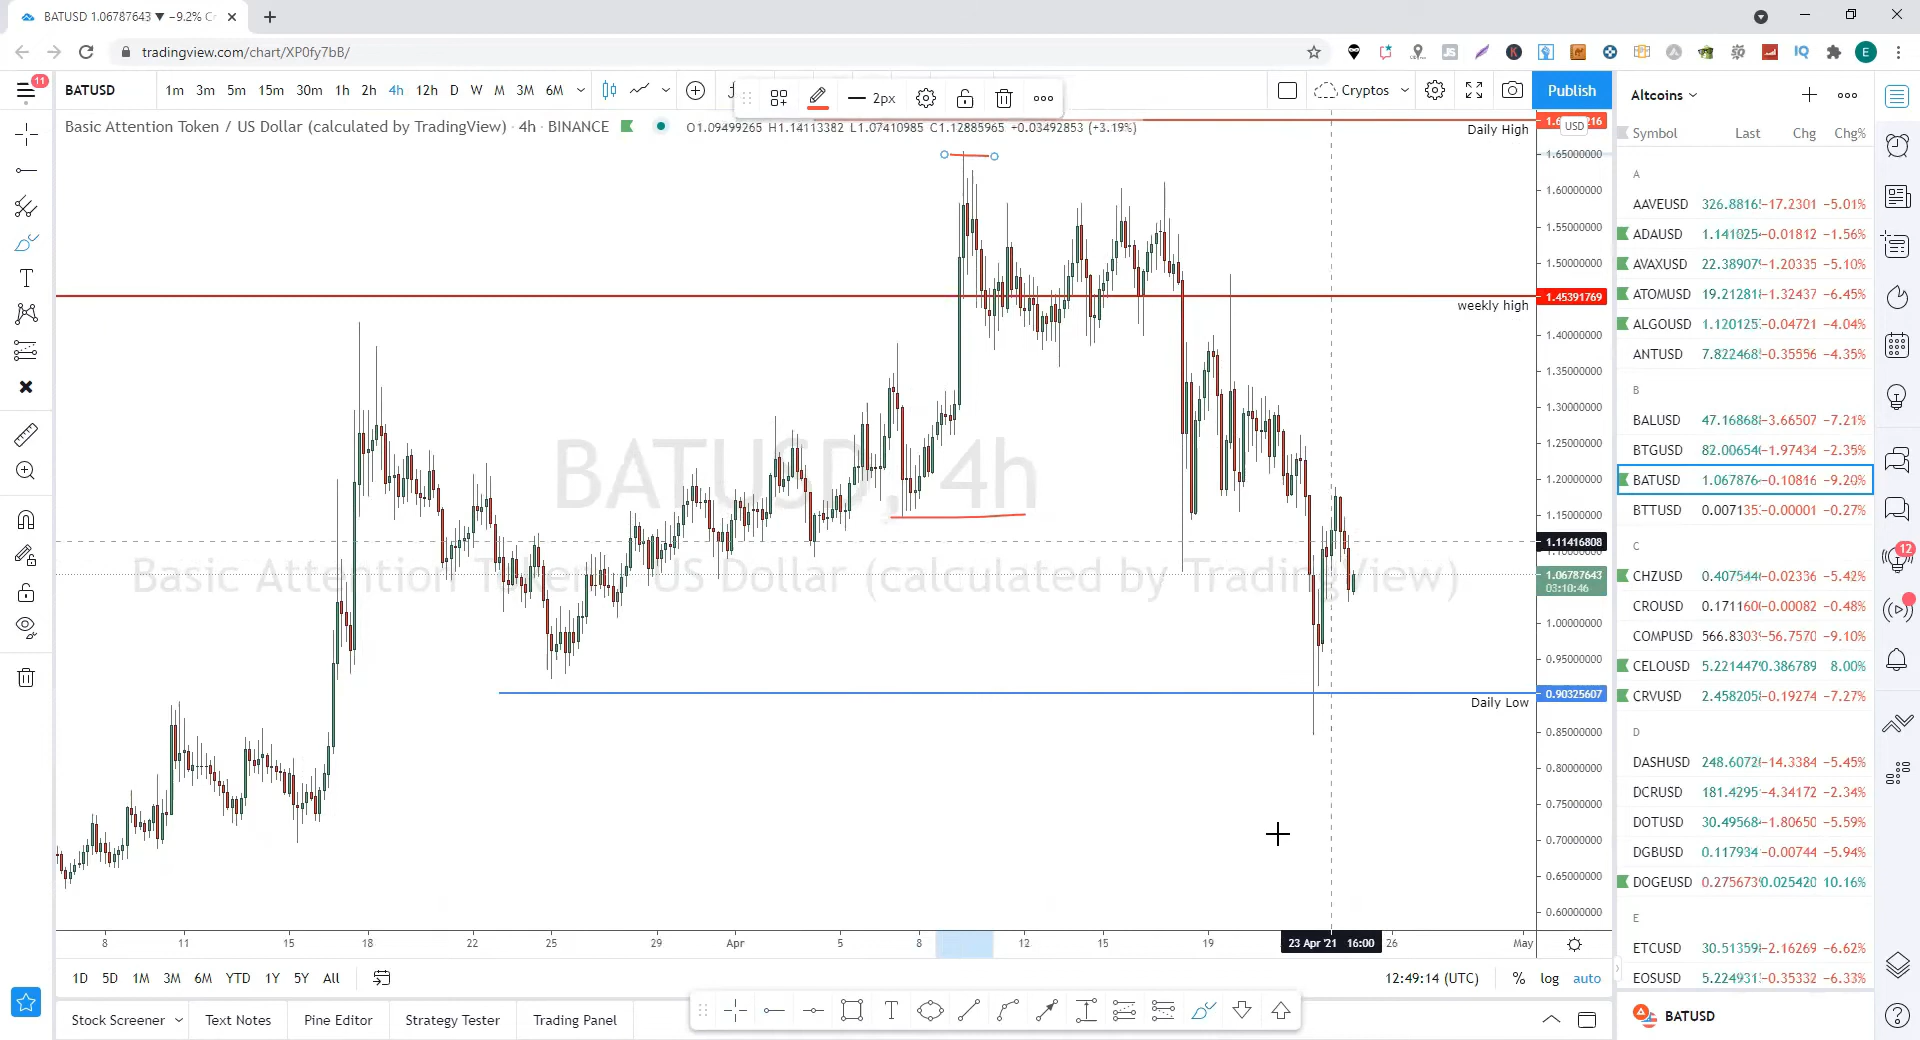 BATUSD 1.06787643 ▼ −9.2% Cr
tradingview.com/chart/XP0fy7bB/
11
BATUSD 1m 3m 5m 15m 30m 1h 2h 4h 12h D W M 3M 6M 2px Cryptos Publish
Basic Attention Token / US Dollar (calculated by TradingView) · 4h · BINANCE O1.09499265 H1.14113382 L1.07410985 C1.12885965 +0.03492853 (+3.19%)
Daily High
USD
1.65000000
1.60000000
1.55000000
1.50000000
1.45391769
weekly high
1.40000000
1.35000000
1.30000000
1.25000000
1.20000000
1.15000000
1.11416808
1.06787643
03:10:46
1.00000000
0.95000000
0.90325607
Daily Low
0.85000000
0.80000000
0.75000000
0.70000000
0.65000000
0.60000000
BATUSD, 4h
Basic Attention Token / US Dollar (calculated by TradingView)
8 11 15 18 22 25 29 Apr 5 8 12 15 19 23 Apr '21 16:00 26 May
1D 5D 1M 3M 6M YTD 1Y 5Y All 12:49:14 (UTC) % log auto
Stock Screener Text Notes Pine Editor Strategy Tester Trading Panel
Altcoins
Symbol Last Chg Chg%
A
AAVEUSD 326.8816 −17.2301 −5.01%
ADAUSD 1.141025 −0.01812 −1.56%
AVAXUSD 22.38907 −1.20335 −5.10%
ATOMUSD 19.21281 −1.32437 −6.45%
ALGOUSD 1.120125 −0.04721 −4.04%
ANTUSD 7.822468 −0.35556 −4.35%
B
BALUSD 47.16868 −3.66507 −7.21%
BTGUSD 82.00654 −1.97434 −2.35%
BATUSD 1.067876 −0.10816 −9.20%
BTTUSD 0.007135 −0.00001 −0.27%
C
CHZUSD 0.407544 −0.02336 −5.42%
CROUSD 0.171160 −0.00082 −0.48%
COMPUSD 566.8303 −56.7570 −9.10%
CELOUSD 5.221447 0.386789 8.00%
CRVUSD 2.458205 −0.19274 −7.27%
D
DASHUSD 248.6072 −14.3384 −5.45%
DCRUSD 181.4295 −4.34172 −2.34%
DOTUSD 30.49568 −1.80650 −5.59%
DGBUSD 0.117934 −0.00744 −5.94%
DOGEUSD 0.275673 0.025420 10.16%
E
ETCUSD 30.51359 −2.16269 −6.62%
EOSUSD 5.224931 −0.35332 −6.33%
BATUSD
E
JS
IQ
12